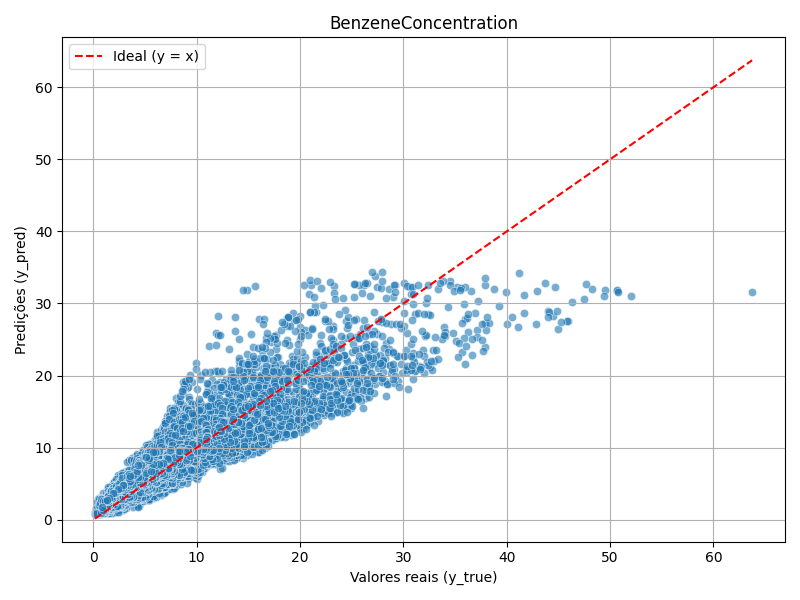 BenzeneConcentration
Ideal (y = x)
60
50
40
30
20
10
0
Predições (y_pred)
0 10 20 30 40 50 60
Valores reais (y_true)